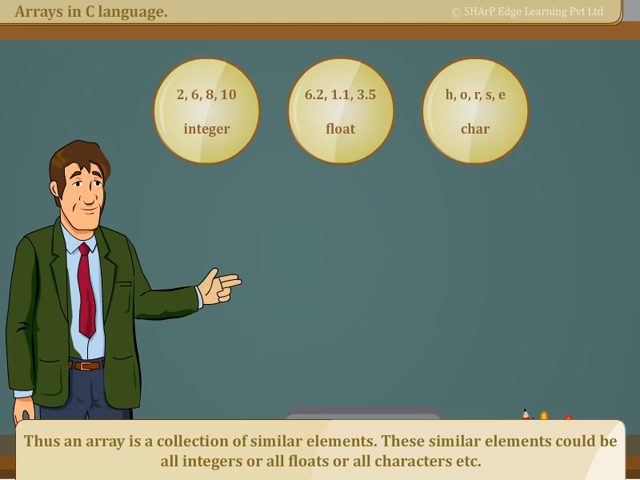 Arrays in C language.
© SHArP Edge Learning Pvt Ltd
2, 6, 8, 10
integer
6.2, 1.1, 3.5
float
h, o, r, s, e
char
Thus an array is a collection of similar elements. These similar elements could be
all integers or all floats or all characters etc.